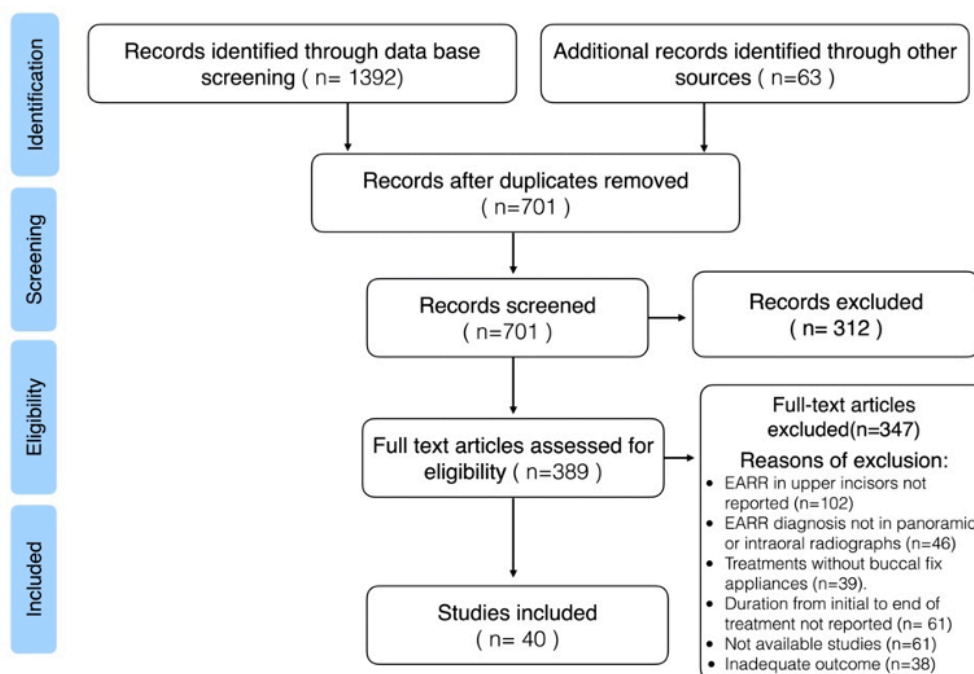 Identification
Records identified through data base
screening ( n= 1392)
Additional records identified through other
sources ( n=63 )
Records after duplicates removed
( n=701 )
Screening
Records screened
( n=701 )
Records excluded
( n= 312 )
Eligibility
Full text articles assessed for
eligibility ( n=389 )
Full-text articles
excluded(n=347)
Reasons of exclusion:
• EARR in upper incisors not
reported (n=102)
• EARR diagnosis not in panoramic
or intraoral radiographs (n=46)
• Treatments without buccal fix
appliances (n=39).
• Duration from initial to end of
treatment not reported (n= 61)
• Not available studies (n=61)
• Inadequate outcome (n=38)
Included
Studies included
( n= 40 )